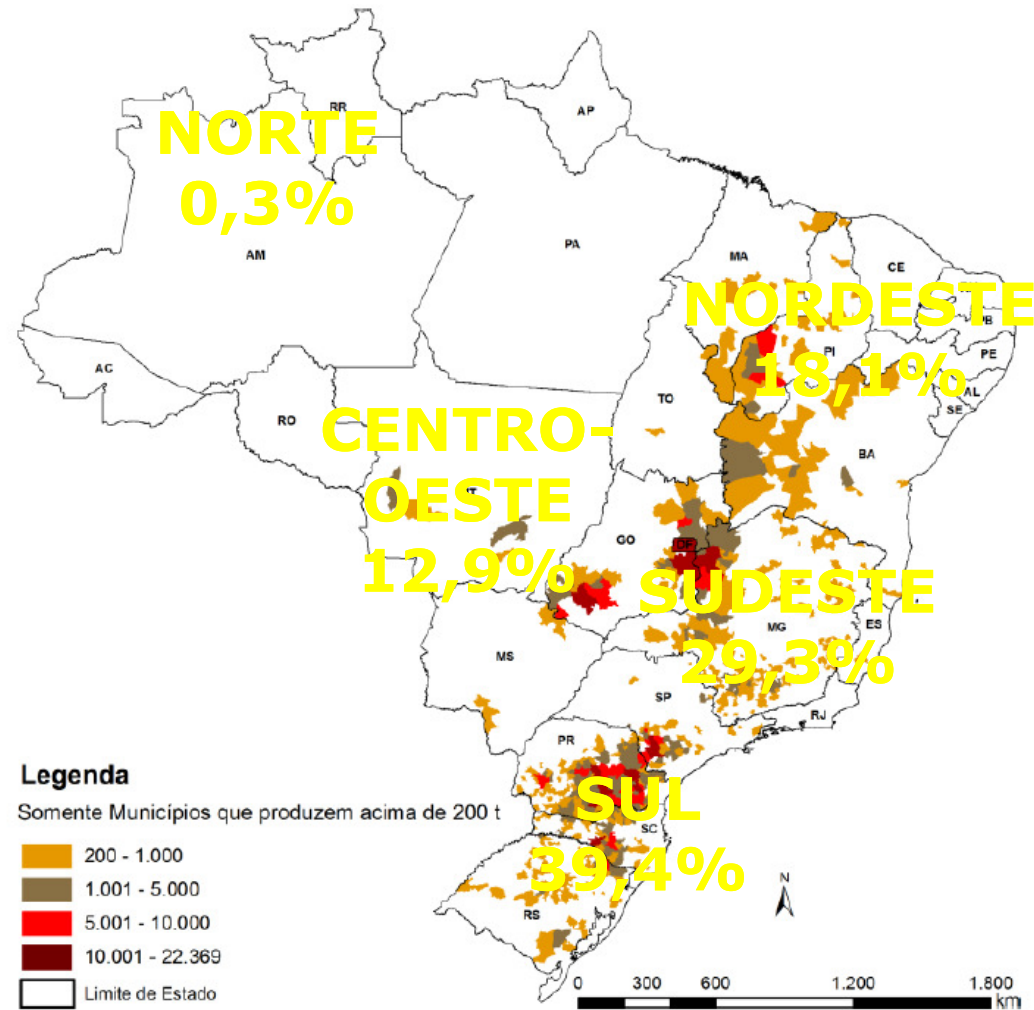 RR
AP
NORTE
0,3%
AM
PA
MA
CE
NORDESTE
18,1%
PB
PI
PE
AL
SE
AC
RO
TO
BA
CENTRO-
OESTE
12,9%
GO
DF
SUDESTE
29,3%
MG
ES
MS
SP
RJ
PR
SUL
39,4%
SC
RS
N
Legenda
Somente Municípios que produzem acima de 200 t
200 - 1.000
1.001 - 5.000
5.001 - 10.000
10.001 - 22.369
Limite de Estado
0 300 600 1.200 1.800
km